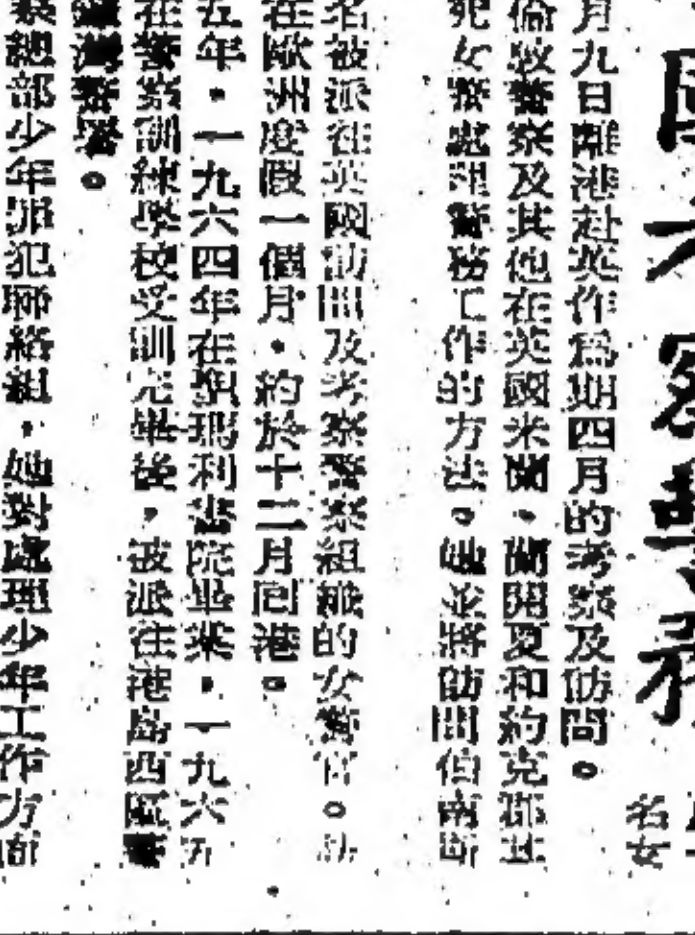 名女
月九日離港赴英作為期四月的考察及訪問。
倫敦警察及其他在英國米蘭・蘭開夏和約克郡
女警處理警務工作的方法。她並將訪問伯南斯
名被派往英國訪問及考察警察組織的女警官。
在歐洲度假一個月・約於十二月囘港。
五年・一九六四年在瑪利書院畢業・一九六五
在警察訓練學校受訓完畢後，被派往港島西區警
灣警署。
總部少年罪犯聯絡組，她對處理少年工作方面